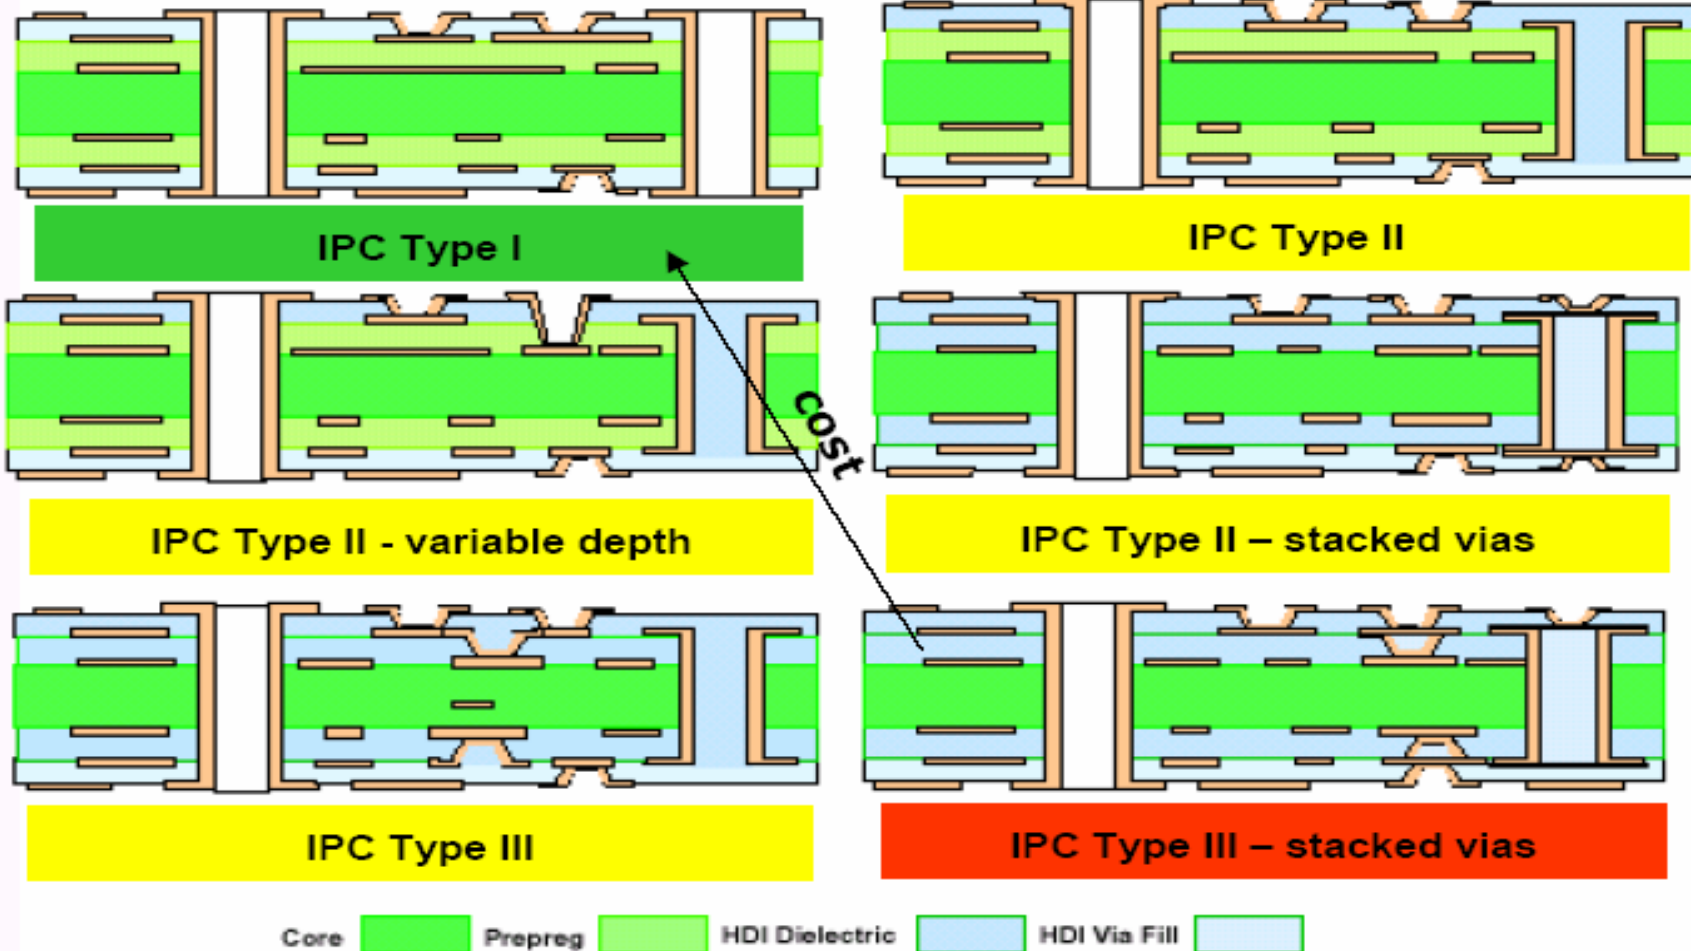 IPC Type I
IPC Type II
cost
IPC Type II - variable depth
IPC Type II – stacked vias
IPC Type III
IPC Type III – stacked vias
Core Prepreg HDI Dielectric HDI Via Fill